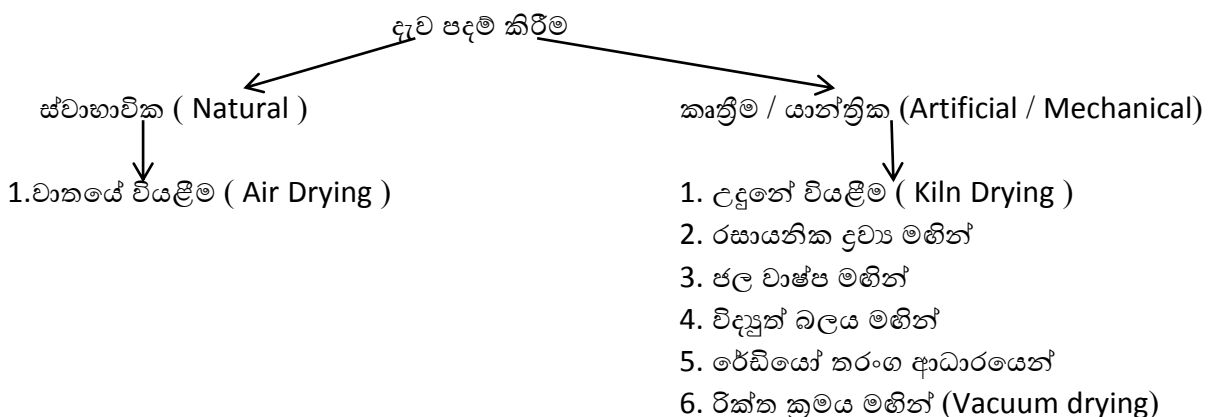 දැව පදම් කිරීම
ස්වාභාවික ( Natural )
කෘත්‍රීම / යාන්ත්‍රික (Artificial / Mechanical)
1.වාතයේ වියළීම ( Air Drying )
1. උදුනේ වියළීම ( Kiln Drying )
2. රසායනික ද්‍රව්‍ය මඟින්
3. ජල වාෂ්ප මඟින්
4. විද්‍යුත් බලය මඟින්
5. රේඩියෝ තරංග ආධාරයෙන්
6. රික්ත ක්‍රමය මඟින් (Vacuum drying)